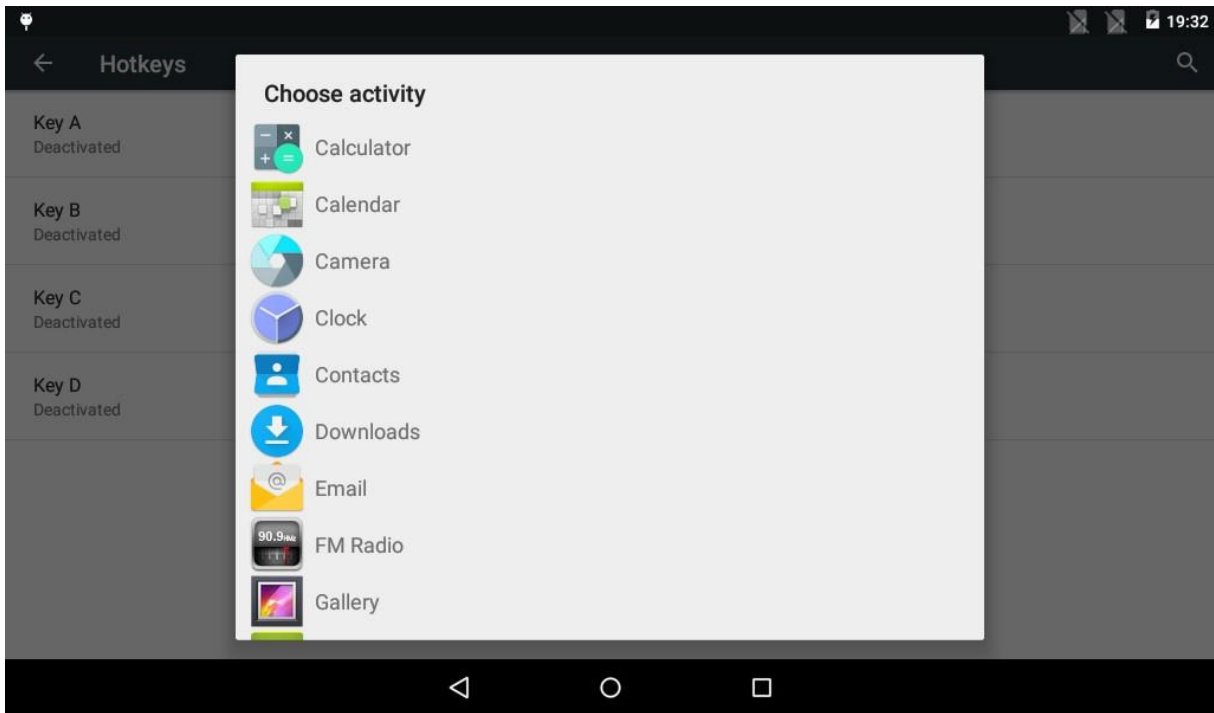 19:32
Hotkeys
Key A
Deactivated
Key B
Deactivated
Key C
Deactivated
Key D
Deactivated
Choose activity
Calculator
Calendar
Camera
Clock
Contacts
Downloads
@
Email
90.9 MHz
FM Radio
Gallery